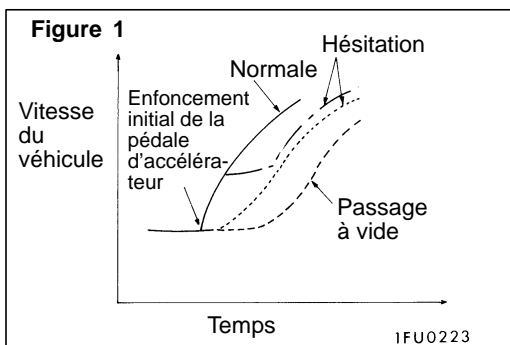 Figure 1
Hésitation
Normale
Vitesse
du
véhicule
Enfoncement
initial de la
pédale
d'accéléra-
teur
Passage
à vide
Temps
1FU0223